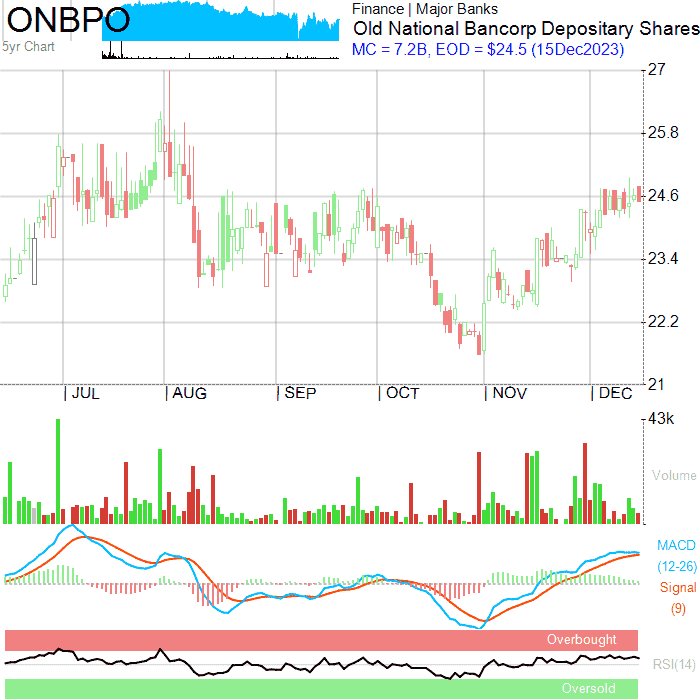 ONBPO
5yr Chart
Finance | Major Banks
Old National Bancorp Depositary Shares
MC = 7.2B, EOD = $24.5 (15Dec2023)
27
25.8
24.6
23.4
22.2
21
JUL AUG SEP OCT NOV DEC
43k
Volume
MACD
(12-26)
Signal
(9)
Overbought
RSI(14)
Oversold